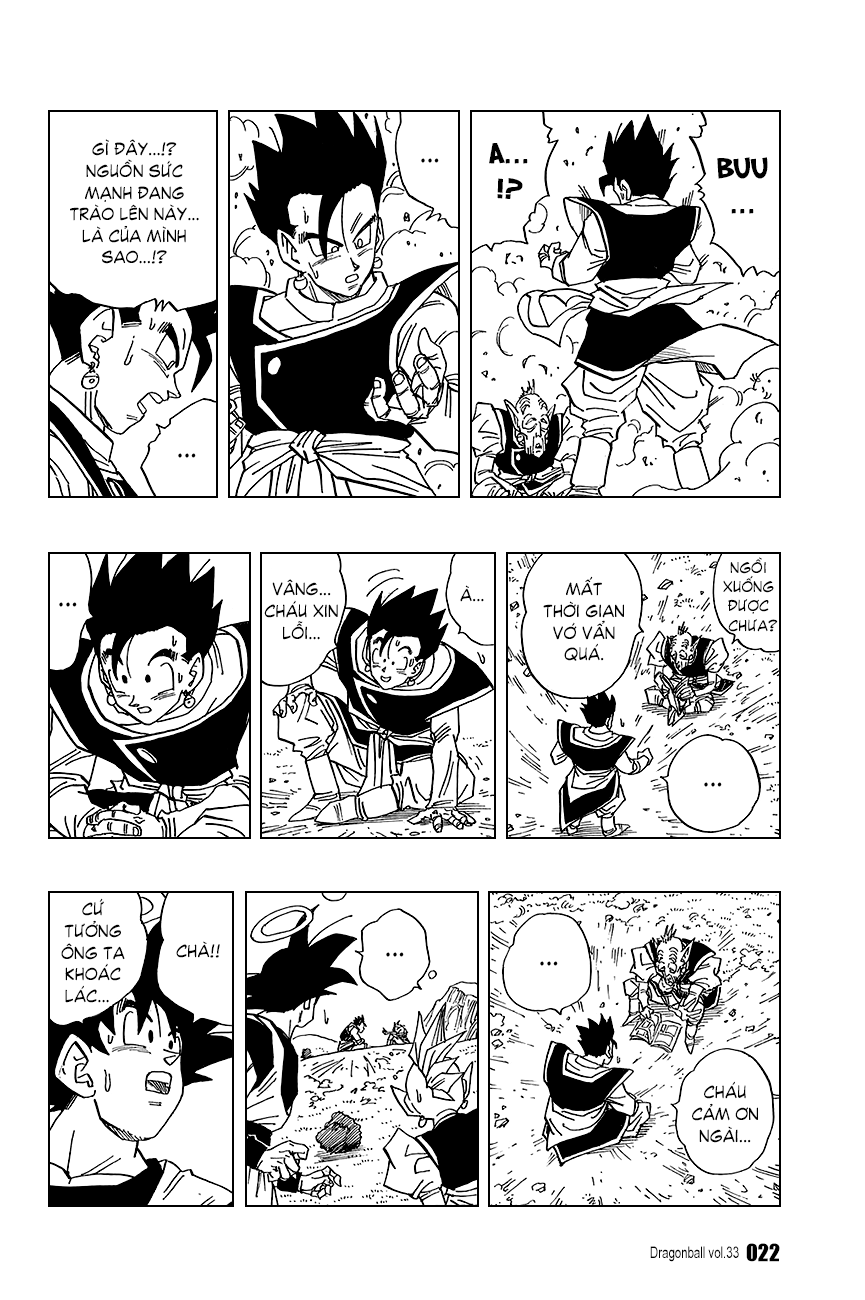 BUU
...
A...
!?
...
GÌ ĐÂY...!?
NGUỒN SỨC
MẠNH ĐANG
TRÀO LÊN NÀY...
LÀ CỦA MÌNH
SAO...!?
...
NGỒI
XUỐNG
ĐƯỢC
CHƯA?
MẤT
THỜI GIAN
VỚ VẨN
QUÁ.
...
À...
VÂNG...
CHÁU XIN
LỖI...
...
...
CHÁU
CẢM ƠN
NGÀI...
...
CHÀ!!
CỨ
TƯỞNG
ÔNG TA
KHOÁC
LÁC...
Dragonball vol.33 022